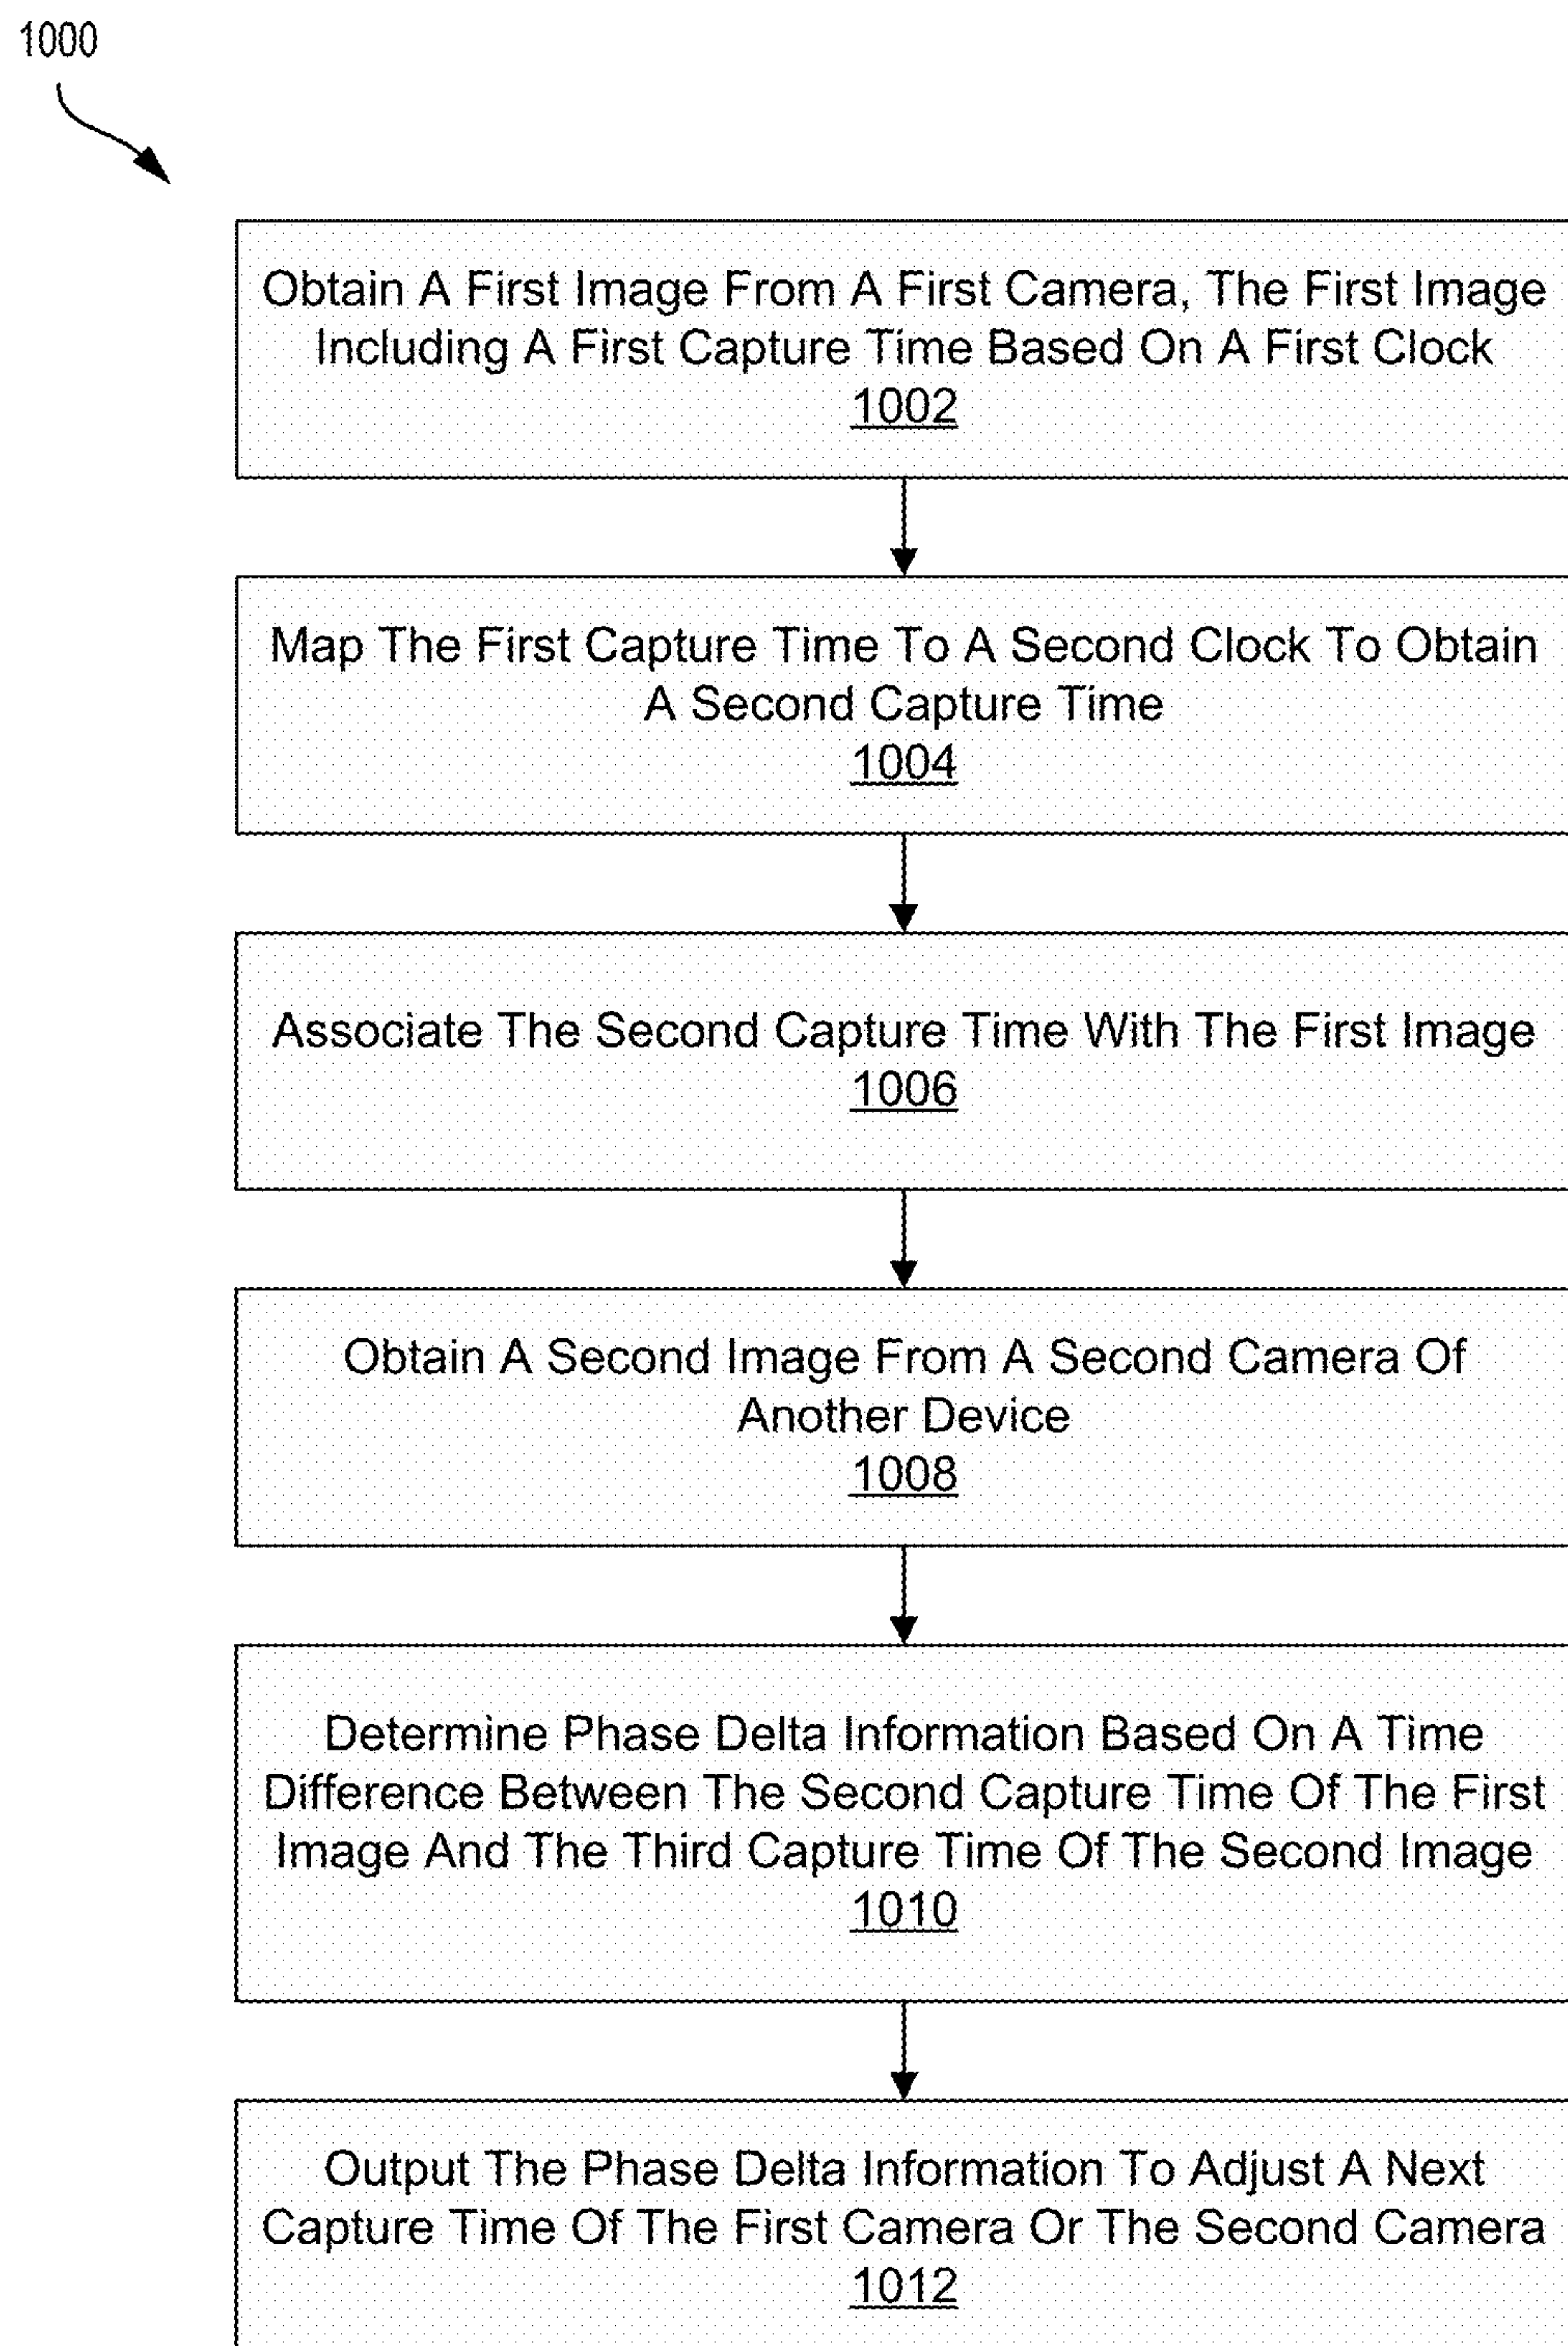 1000
Obtain A First Image From A First Camera, The First Image
Including A First Capture Time Based On A First Clock
1002
Map The First Capture Time To A Second Clock To Obtain
A Second Capture Time
1004
Associate The Second Capture Time With The First Image
1006
Obtain A Second Image From A Second Camera Of
Another Device
1008
Determine Phase Delta Information Based On A Time
Difference Between The Second Capture Time Of The First
Image And The Third Capture Time Of The Second Image
1010
Output The Phase Delta Information To Adjust A Next
Capture Time Of The First Camera Or The Second Camera
1012